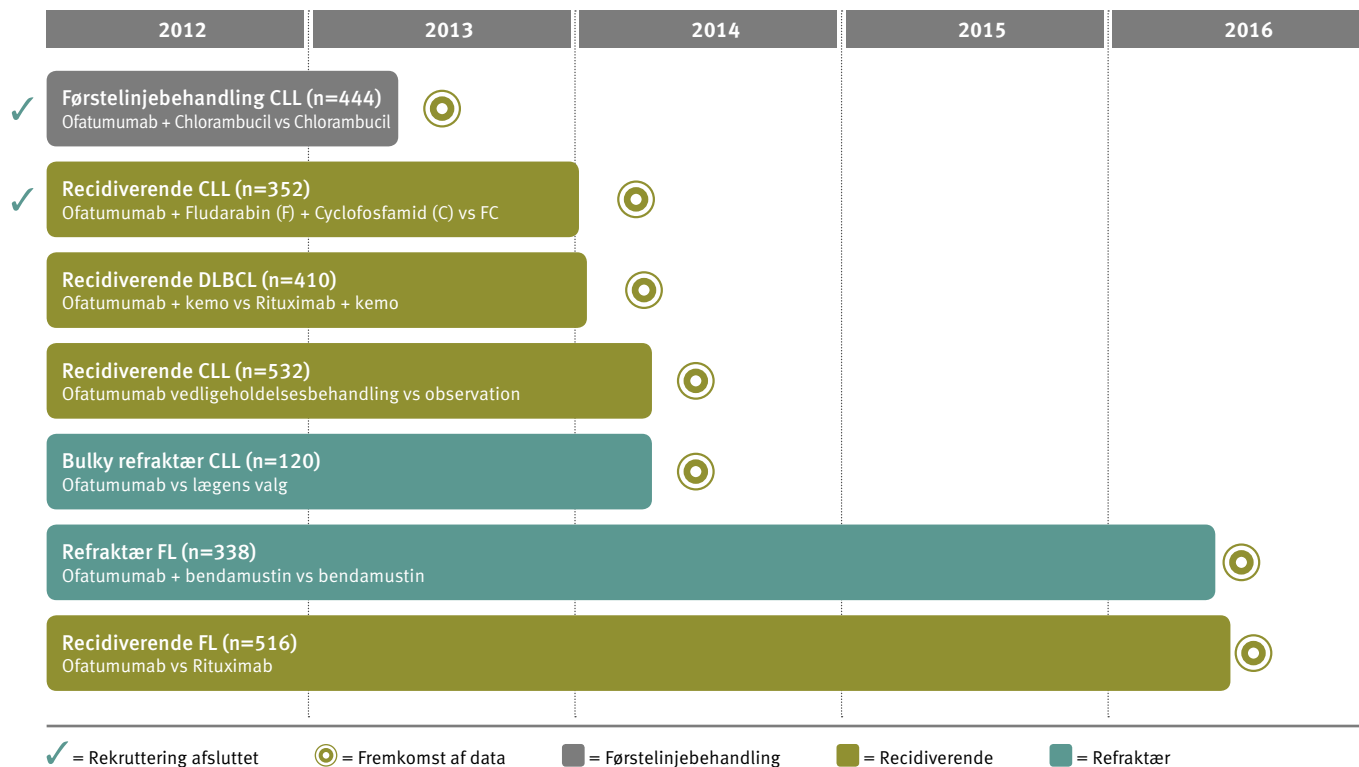 2012 2013 2014 2015 2016
Førstelinjebehandling CLL (n=444)
Ofatumumab + Chlorambucil vs Chlorambucil
Recidiverende CLL (n=352)
Ofatumumab + Fludarabin (F) + Cyclofosfamid (C) vs FC
Recidiverende DLBCL (n=410)
Ofatumumab + kemo vs Rituximab + kemo
Recidiverende CLL (n=532)
Ofatumumab vedligeholdelsesbehandling vs observation
Bulky refraktær CLL (n=120)
Ofatumumab vs lægens valg
Refraktær FL (n=338)
Ofatumumab + bendamustin vs bendamustin
Recidiverende FL (n=516)
Ofatumumab vs Rituximab
= Rekruttering afsluttet = Fremkomst af data = Førstelinjebehandling = Recidiverende = Refraktær